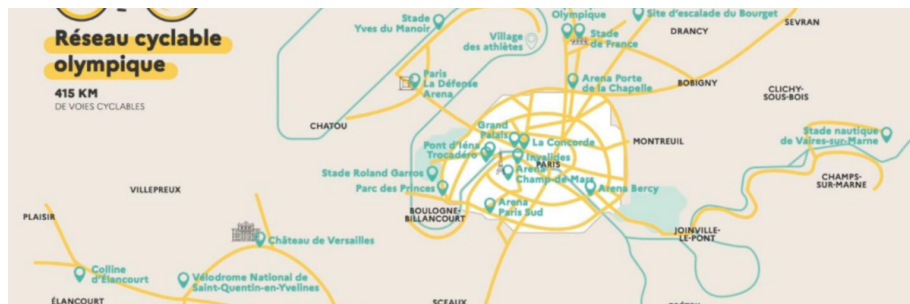 Réseau cyclable
olympique
415 KM
DE VOIES CYCLABLES
Stade
Yves du Manoir
Village
des athlètes
Olympique
Site d'escalade du Bourget
Stade
de France
DRANCY
SEVRAN
Paris
La Défense
Arena
Arena Porte
de la Chapelle
BOBIGNY
CLICHY-
SOUS-BOIS
CHATOU
Grand
Palais
La Concorde
MONTREUIL
Stade nautique
de Vaires-sur-Marne
Pont d'Iéna
Trocadéro
Invalides
PARIS
Stade Roland Garros
Arena
Champ-de-Mars
Parc des Princes
Arena Bercy
CHAMPS-
SUR-MARNE
VILLEPREUX
PLAISIR
BOULOGNE-
BILLANCOURT
Arena
Paris Sud
JOINVILLE-
LE-PONT
Château de Versailles
Colline
d'Élancourt
Vélodrome National de
Saint-Quentin-en-Yvelines
ÉLANCOURT
SCEAUX